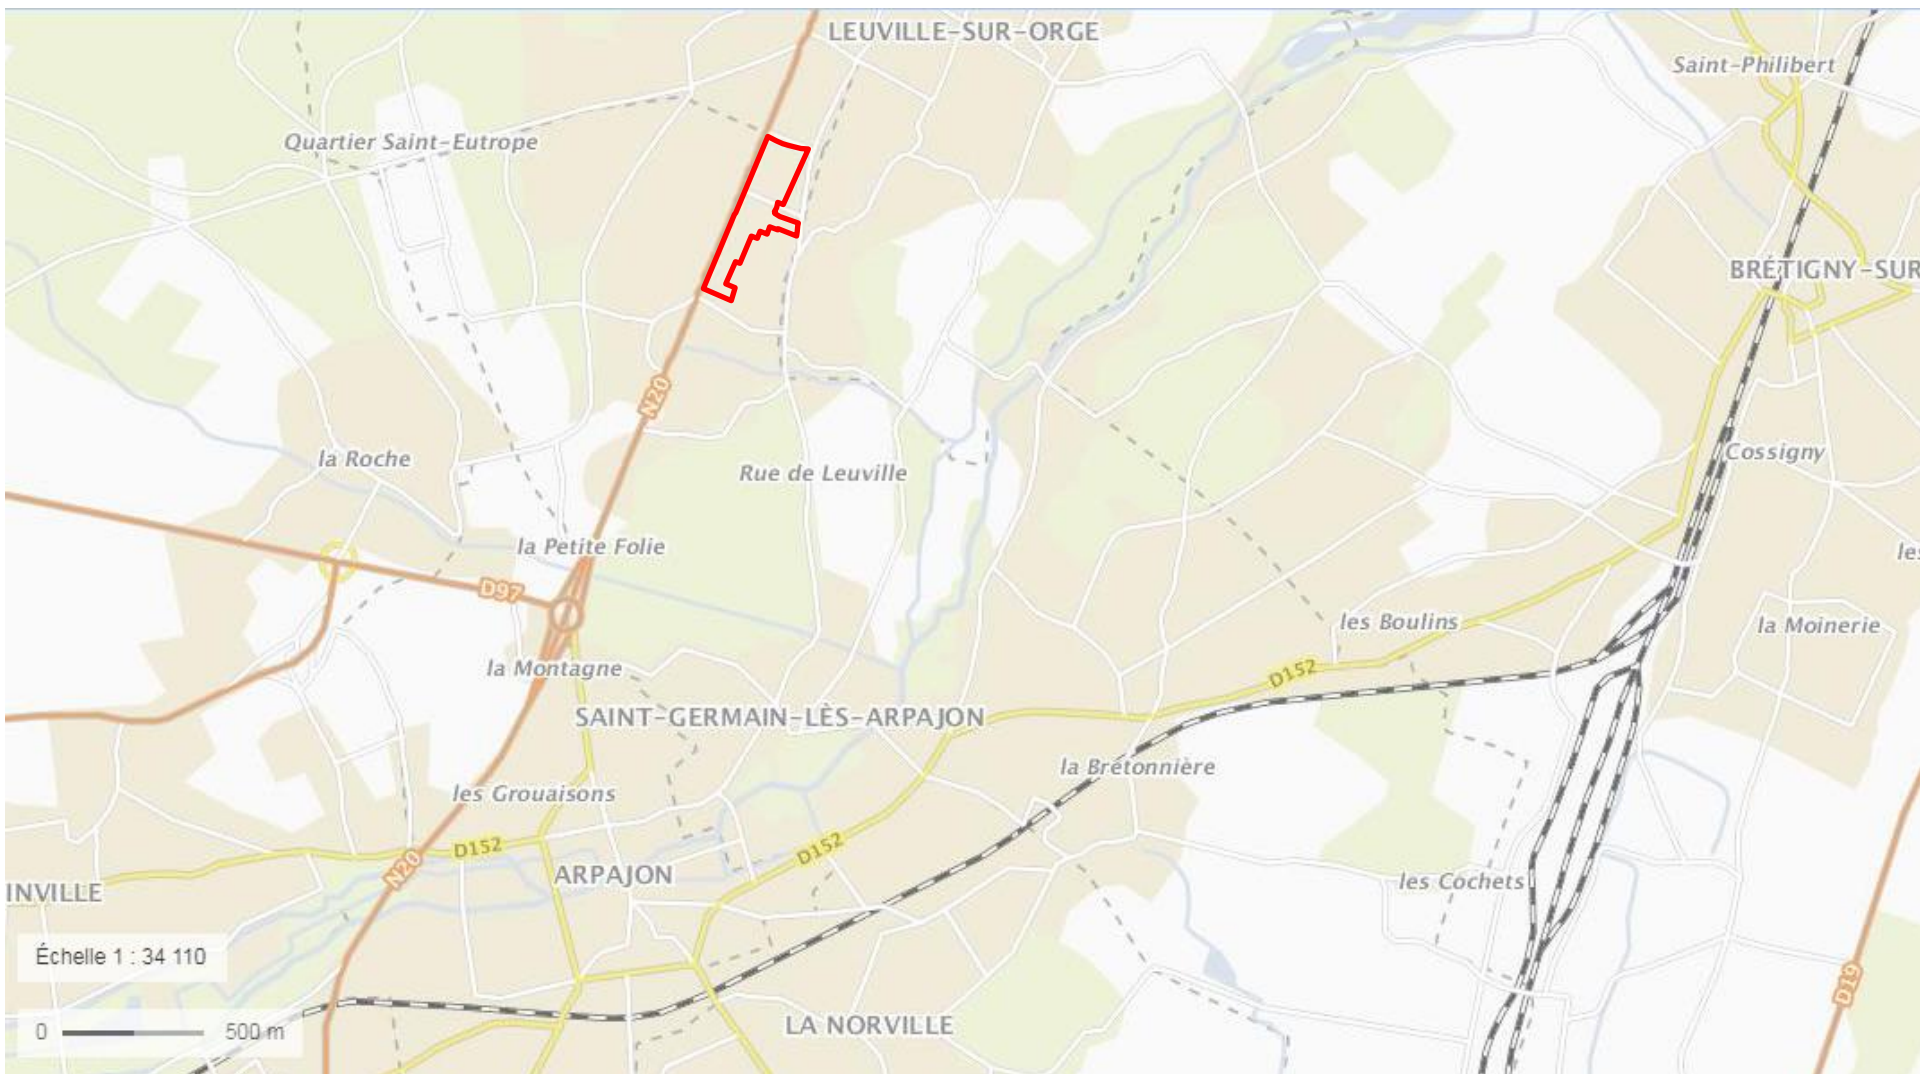 LEUVILLE-SUR-ORGE
Saint-Philibert
Quartier Saint-Eutrope
BRÉTIGNY-SUR
N20
la Roche
Rue de Leuville
Cossigny
la Petite Folie
les
D97
les Boulins
la Moinerie
la Montagne
D152
SAINT-GERMAIN-LÈS-ARPAJON
la Brétonnière
les Grouaisons
D152
D152
N20
ARPAJON
les Cochets
INVILLE
Échelle 1 : 34 110
D19
LA NORVILLE
0 500 m